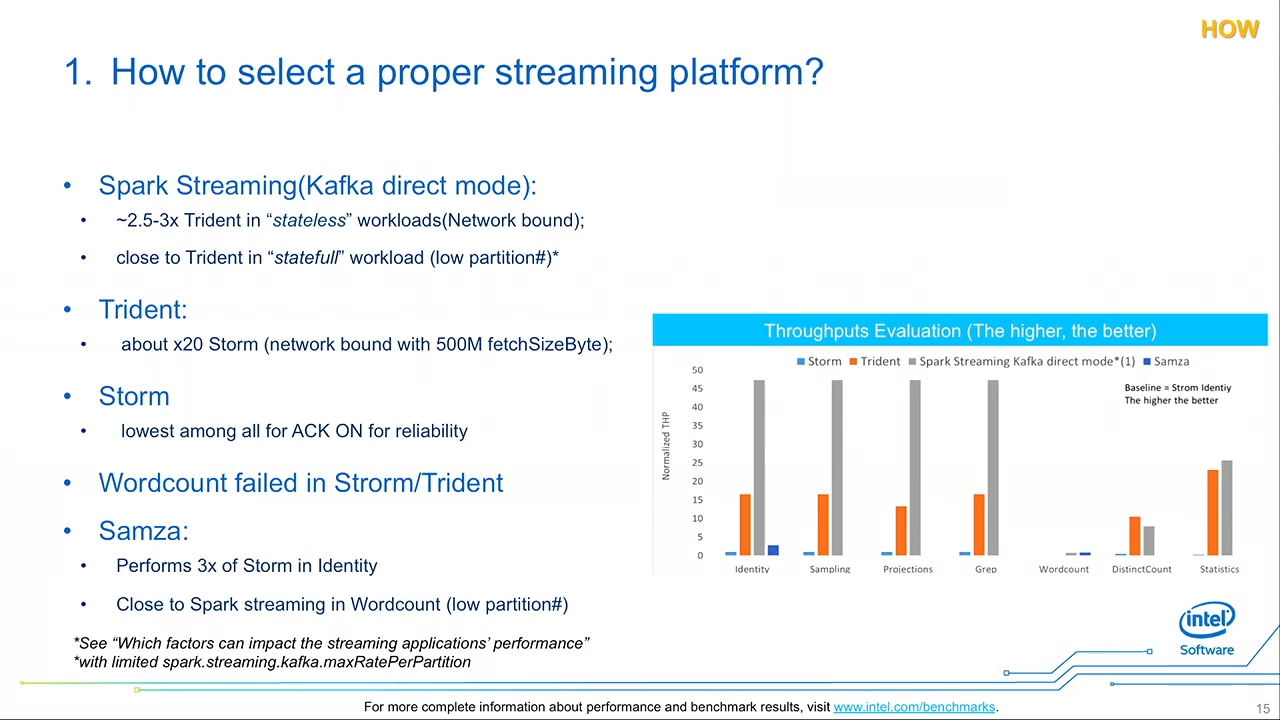 HOW
1. How to select a proper streaming platform?
• Spark Streaming(Kafka direct mode):
• ~2.5-3x Trident in “stateless” workloads(Network bound);
• close to Trident in “statefull” workload (low partition#)*
• Trident:
• about x20 Storm (network bound with 500M fetchSizeByte);
• Storm
• lowest among all for ACK ON for reliability
• Wordcount failed in Strorm/Trident
• Samza:
• Performs 3x of Storm in Identity
• Close to Spark streaming in Wordcount (low partition#)
*See “Which factors can impact the streaming applications’ performance”
*with limited spark.streaming.kafka.maxRatePerPartition
Throughputs Evaluation (The higher, the better)
Storm Trident Spark Streaming Kafka direct mode*(1) Samza
Baseline = Strom Identiy
The higher the better
Normalized THP
50
45
40
35
30
25
20
15
10
5
0
Identity Sampling Projections Grep Wordcount DistinctCount Statistics
intel
Software
For more complete information about performance and benchmark results, visit www.intel.com/benchmarks.
15